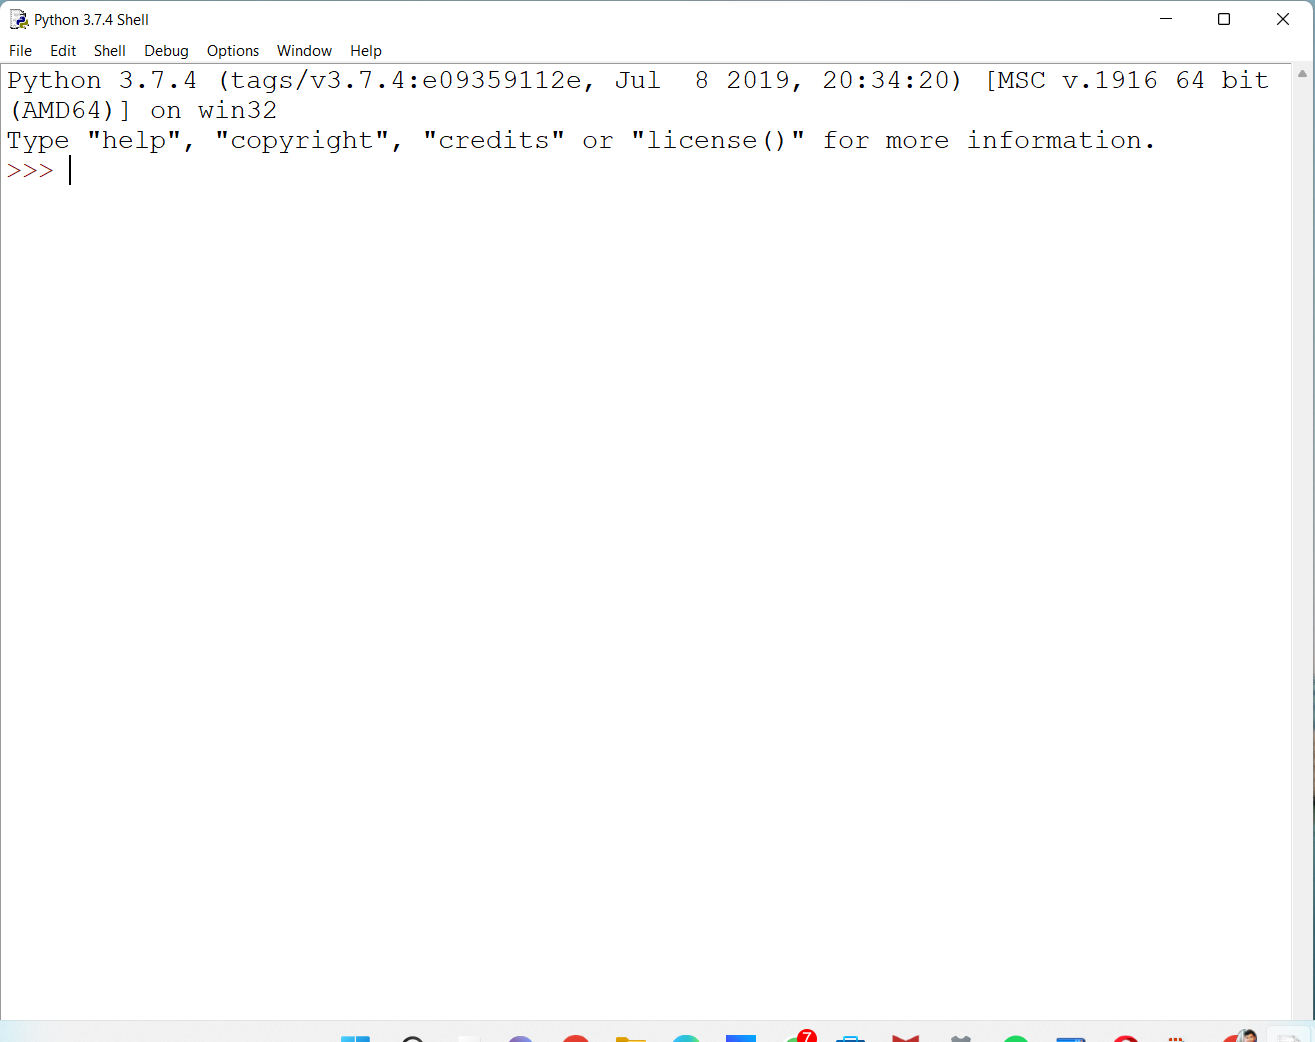 Python 3.7.4 Shell
File Edit Shell Debug Options Window Help
Python 3.7.4 (tags/v3.7.4:e09359112e, Jul  8 2019, 20:34:20) [MSC v.1916 64 bit
(AMD64)] on win32
Type "help", "copyright", "credits" or "license()" for more information.
>>>
7